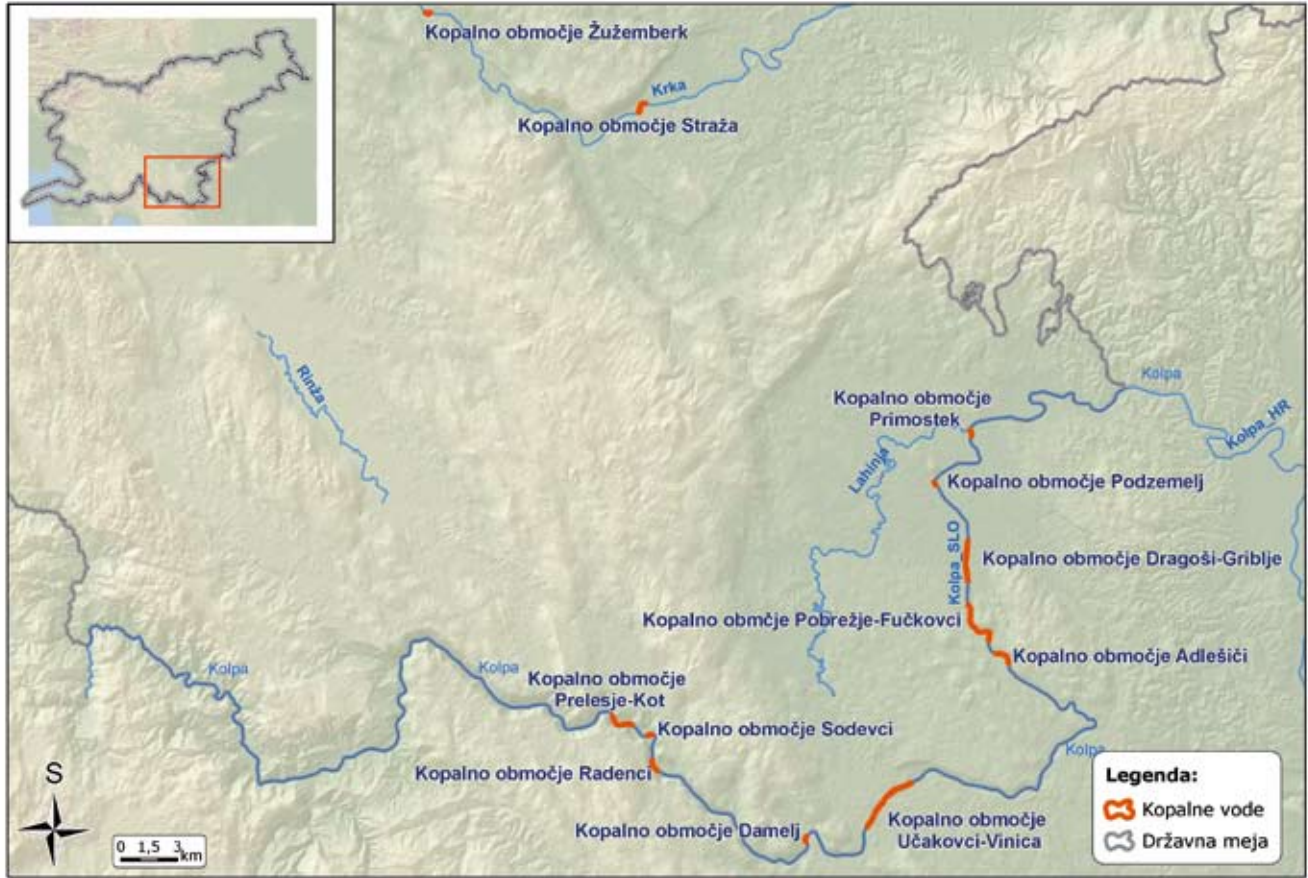 Kopalno območje Žužemberk
Krka
Kopalno območje Straža
Rinža
Kolpa
Kopalno območje
Primostek
Kolpa_HR
Lahinja
Kopalno območje Podzemelj
Kolpa_SLO
Kopalno območje Dragoši-Griblje
Kopalno obmčje Pobrežje-Fučkovci
Kopalno območje Adlešiči
Kolpa
Kolpa
Kopalno območje
Prelesje-Kot
Kopalno območje Sodevci
Kopalno območje Radenci
Kolpa
Kopalno območje Damelj
Kopalno območje
Učakovci-Vinica
S
0 1,5 3
km
Legenda:
Kopalne vode
Državna meja